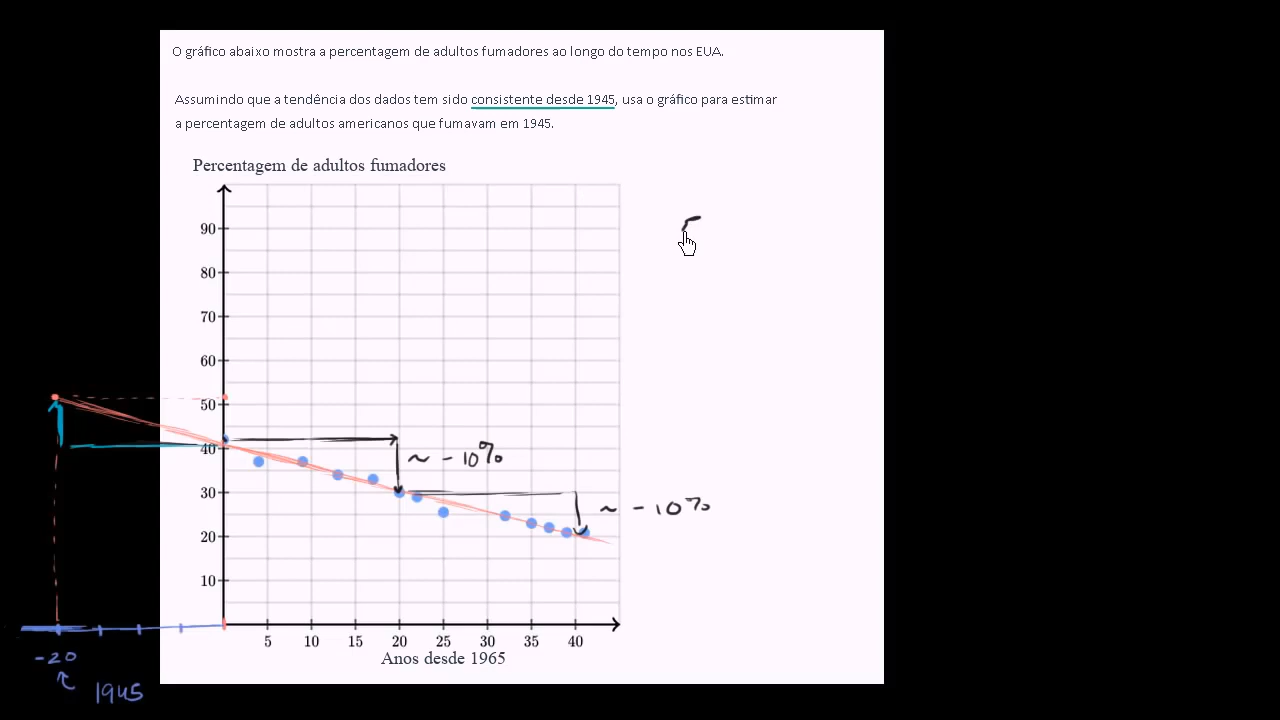 O gráfico abaixo mostra a percentagem de adultos fumadores ao longo do tempo nos EUA.
Assumindo que a tendência dos dados tem sido consistente desde 1945, usa o gráfico para estimar
a percentagem de adultos americanos que fumavam em 1945.
Percentagem de adultos fumadores
90
80
70
60
50
40
30
20
10
~ -10%
~ -10%
5 10 15 20 25 30 35 40
Anos desde 1965
-20
1945